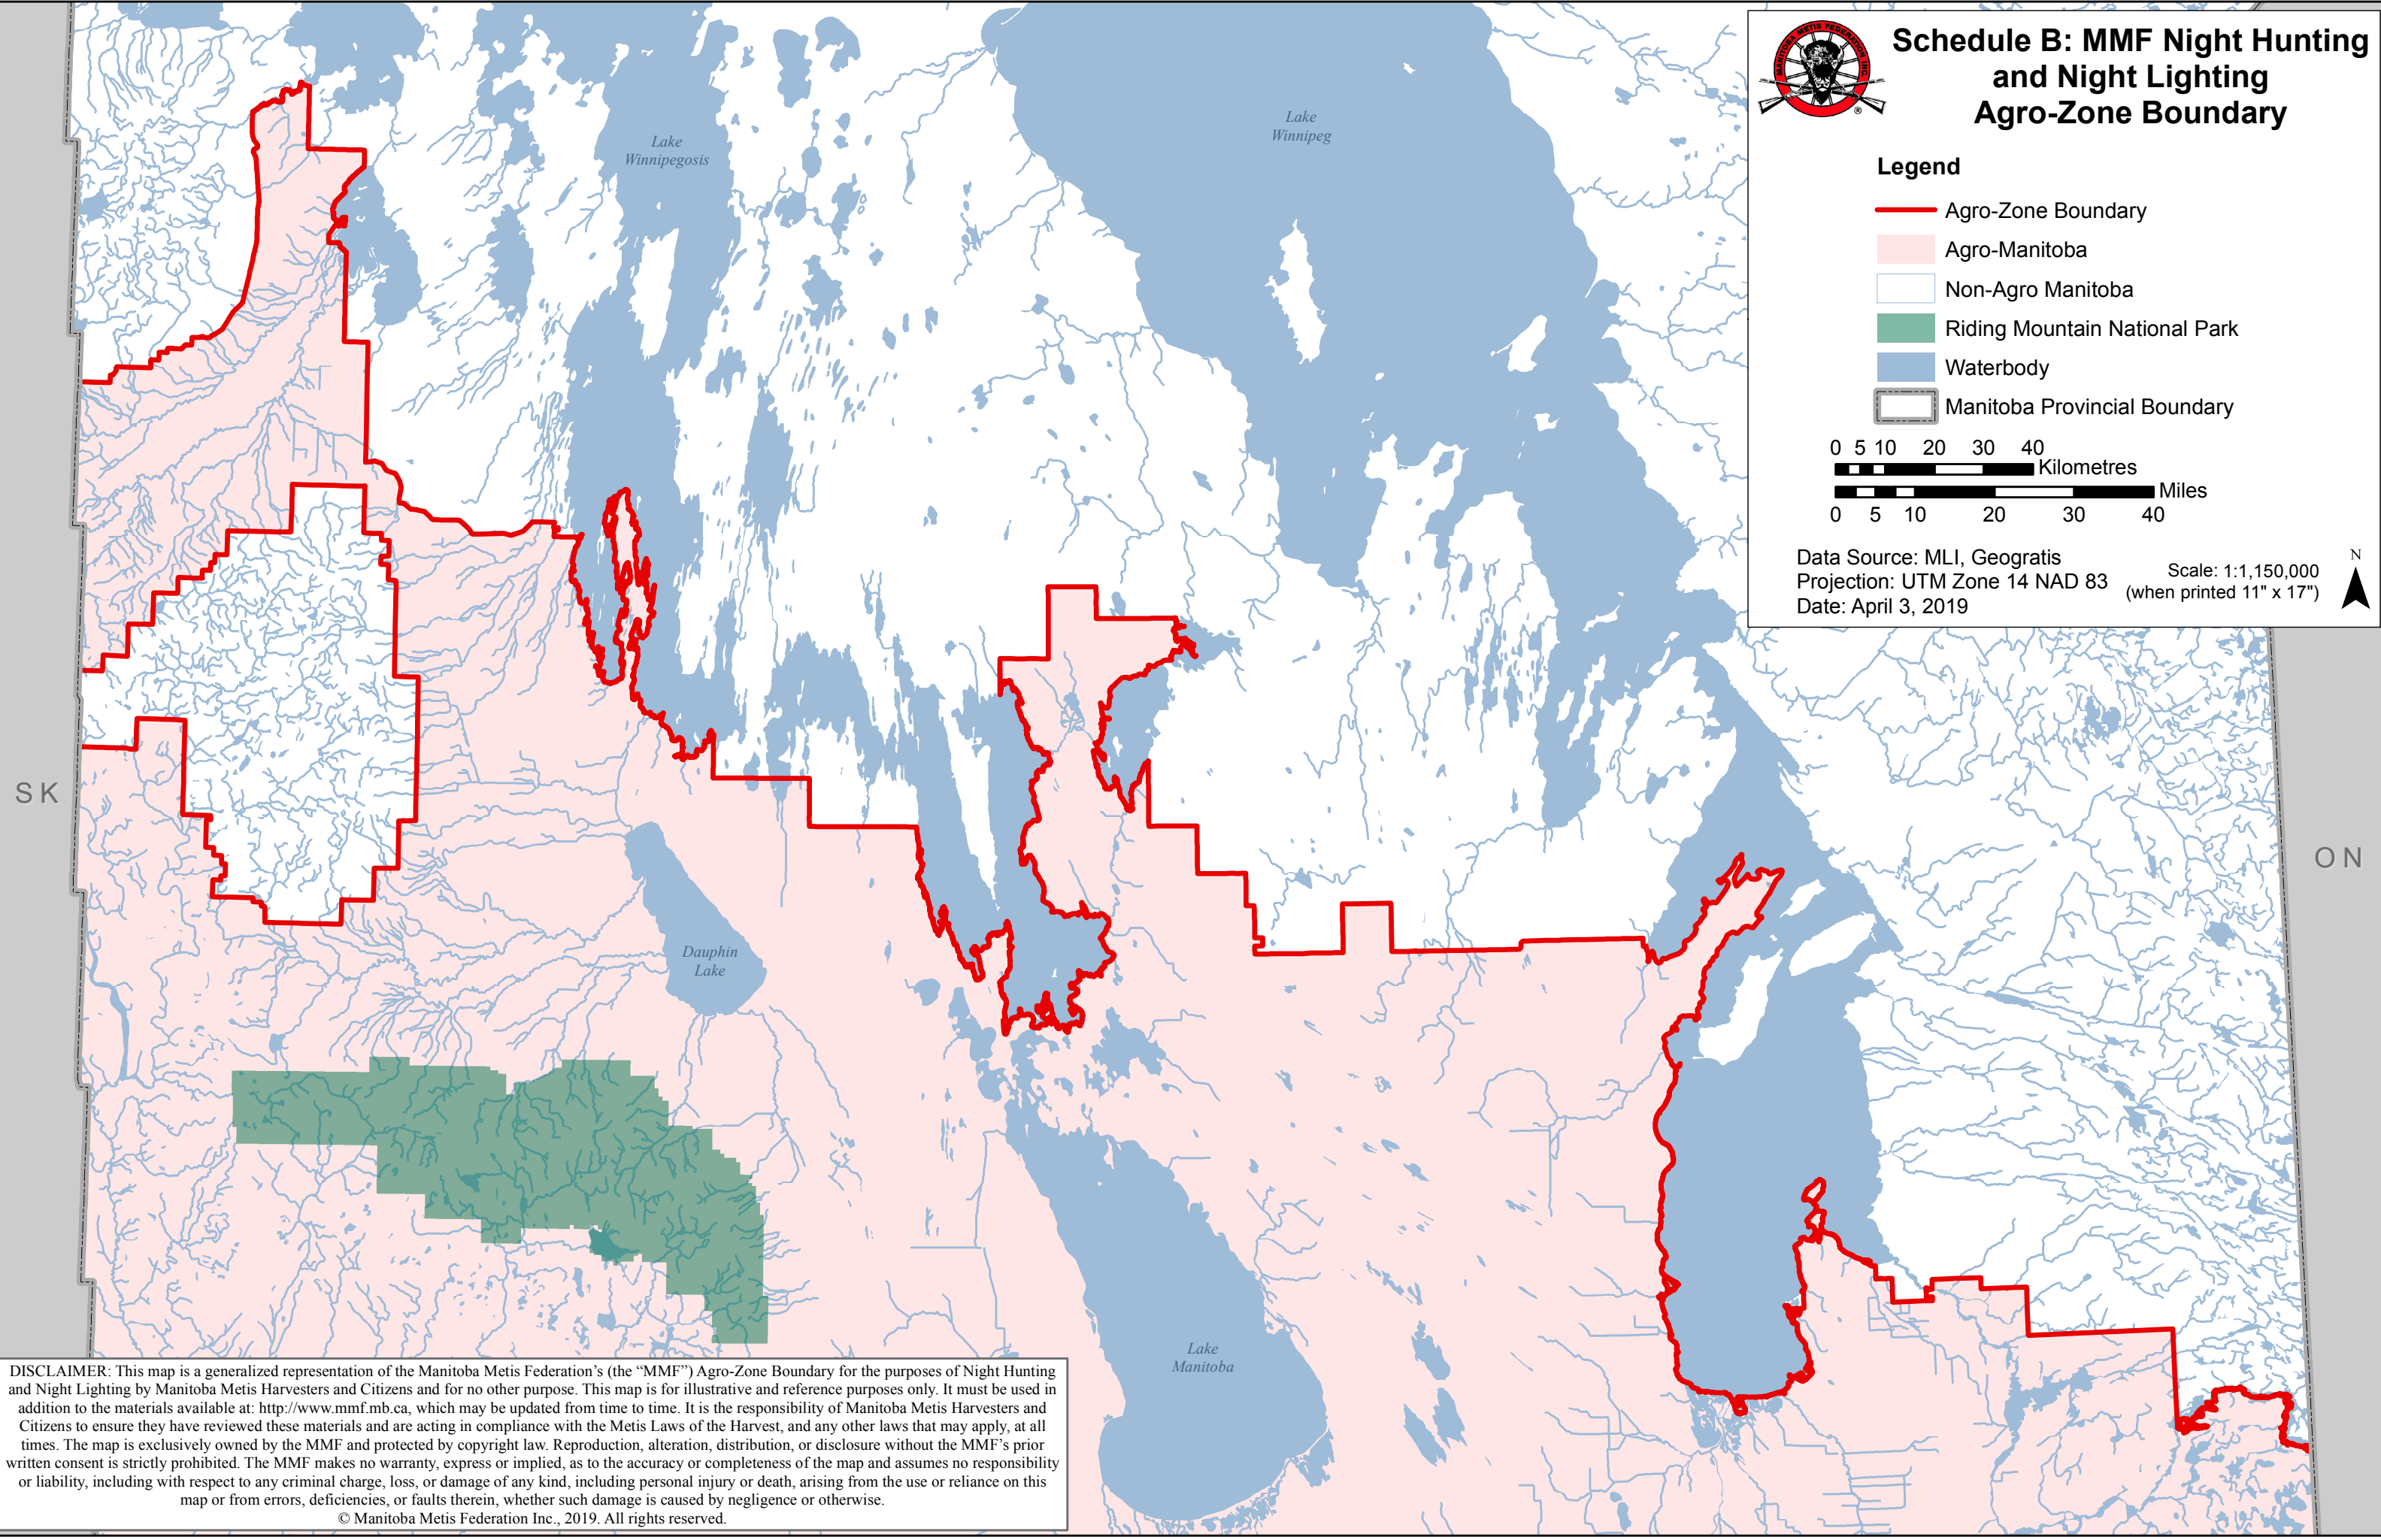 Schedule B: MMF Night Hunting
and Night Lighting
Agro-Zone Boundary
MANITOBA METIS FEDERATION INC.
®
Legend
Agro-Zone Boundary
Agro-Manitoba
Non-Agro Manitoba
Riding Mountain National Park
Waterbody
Manitoba Provincial Boundary
0 5 10 20 30 40
Kilometres
Miles
0 5 10 20 30 40
Data Source: MLI, Geogratis
Projection: UTM Zone 14 NAD 83
Date: April 3, 2019
Scale: 1:1,150,000
(when printed 11" x 17")
N
Lake
Winnipegosis
Lake
Winnipeg
SK
ON
Dauphin
Lake
Lake
Manitoba
DISCLAIMER: This map is a generalized representation of the Manitoba Metis Federation's (the “MMF”) Agro-Zone Boundary for the purposes of Night Hunting
and Night Lighting by Manitoba Metis Harvesters and Citizens and for no other purpose. This map is for illustrative and reference purposes only. It must be used in
addition to the materials available at: http://www.mmf.mb.ca, which may be updated from time to time. It is the responsibility of Manitoba Metis Harvesters and
Citizens to ensure they have reviewed these materials and are acting in compliance with the Metis Laws of the Harvest, and any other laws that may apply, at all
times. The map is exclusively owned by the MMF and protected by copyright law. Reproduction, alteration, distribution, or disclosure without the MMF's prior
written consent is strictly prohibited. The MMF makes no warranty, express or implied, as to the accuracy or completeness of the map and assumes no responsibility
or liability, including with respect to any criminal charge, loss, or damage of any kind, including personal injury or death, arising from the use or reliance on this
map or from errors, deficiencies, or faults therein, whether such damage is caused by negligence or otherwise.
© Manitoba Metis Federation Inc., 2019. All rights reserved.